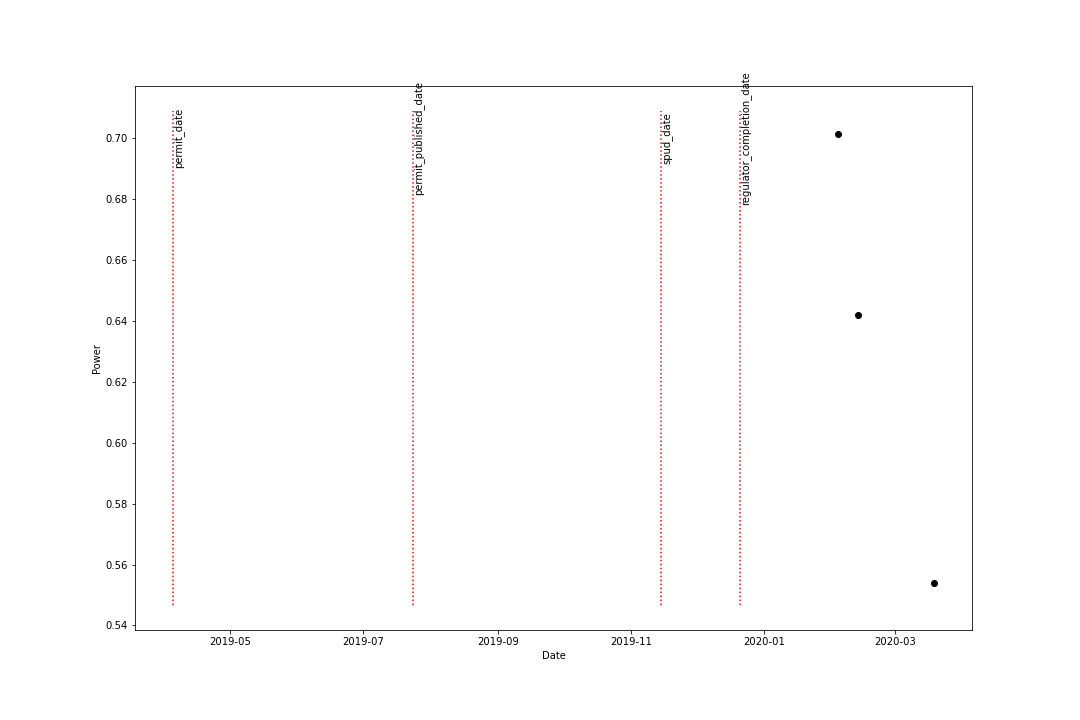 permit_date
permit_published_date
spud_date
regulator_completion_date
0.70
0.68
0.66
0.64
0.62
0.60
0.58
0.56
0.54
Power
2019-05
2019-07
2019-09
2019-11
2020-01
2020-03
Date